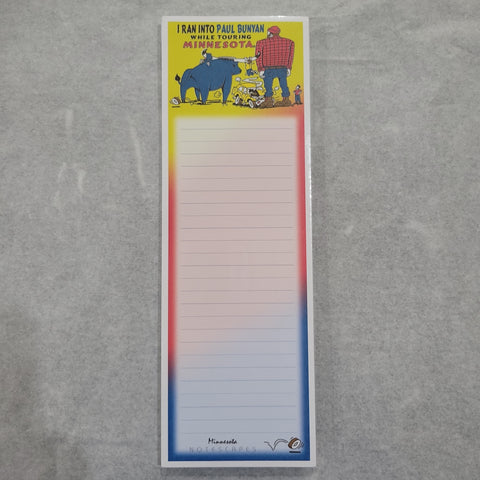 I RAN INTO PAUL BUNYAN
WHILE TOURING
MINNESOTA
Minnesota
NOTESCAPES